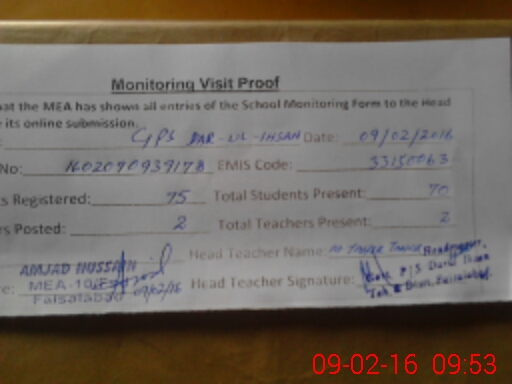 Monitoring Visit Proof
at the MEA has shown all entries of the School Monitoring Form to the Head
its online submission.
GPS DAR-UL-IHSAN Date: 09/02/2016
No: EMIS Code:
s Registered: 75 Total Students Present: 70
rs Posted: 2 Total Teachers Present: 2
Head Teacher Name: M
AMJAD HUSSAIN
MEA-10 09/02/16 Head Teacher Signature:
Faisalabad
09-02-16 09:53